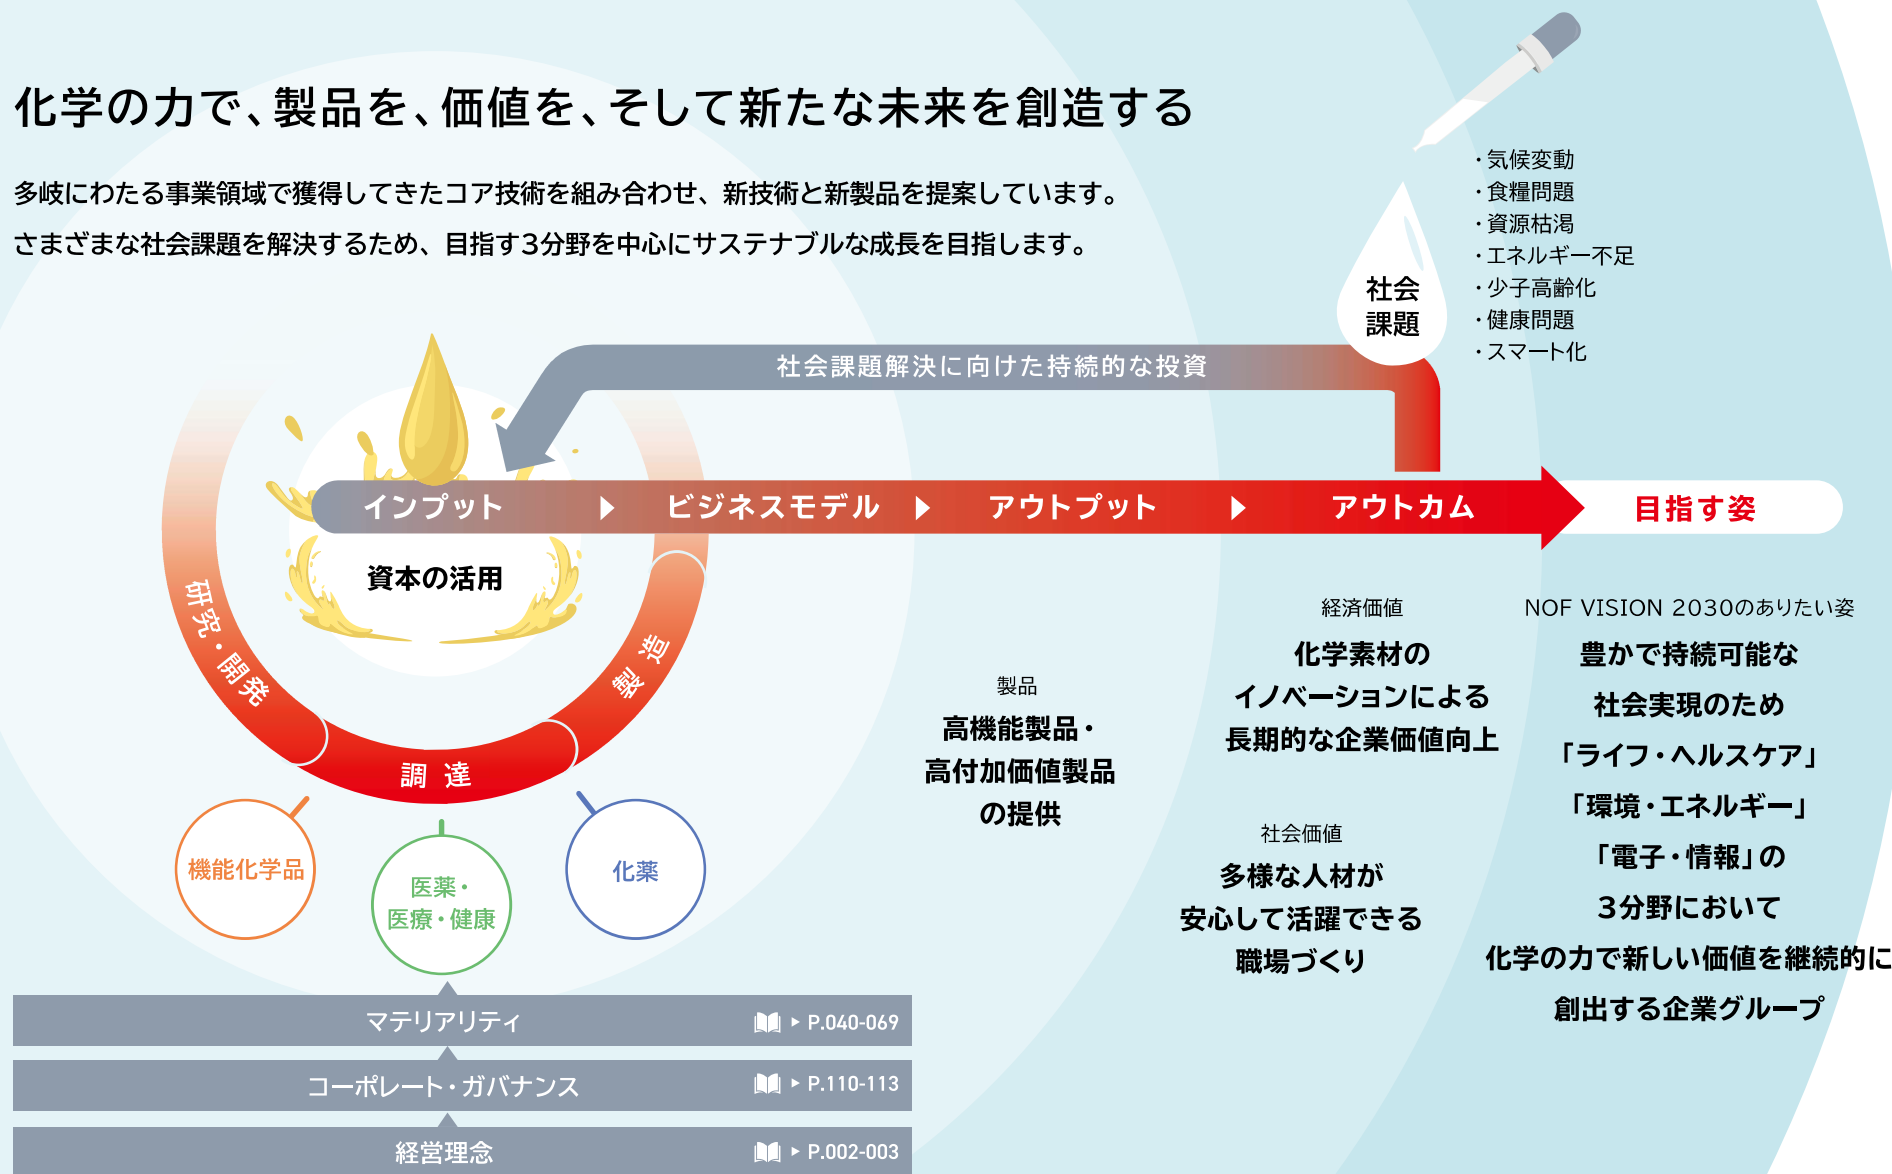 化学の力で、製品を、価値を、そして新たな未来を創造する
多岐にわたる事業領域で獲得してきたコア技術を組み合わせ、新技術と新製品を提案しています。
さまざまな社会課題を解決するため、目指す3分野を中心にサステナブルな成長を目指します。
・気候変動
・食糧問題
・資源枯渇
・エネルギー不足
・少子高齢化
・健康問題
・スマート化
社会
課題
社会課題解決に向けた持続的な投資
インプット
ビジネスモデル
アウトプット
アウトカム
目指す姿
資本の活用
研究・開発
調達
製造
機能化学品
医薬・
医療・健康
化薬
製品
高機能製品・
高付加価値製品
の提供
経済価値
化学素材の
イノベーションによる
長期的な企業価値向上
社会価値
多様な人材が
安心して活躍できる
職場づくり
NOF VISION 2030のありたい姿
豊かで持続可能な
社会実現のため
「ライフ・ヘルスケア」
「環境・エネルギー」
「電子・情報」の
3分野において
化学の力で新しい価値を継続的に
創出する企業グループ
マテリアリティ P.040-069
コーポレート・ガバナンス P.110-113
経営理念 P.002-003